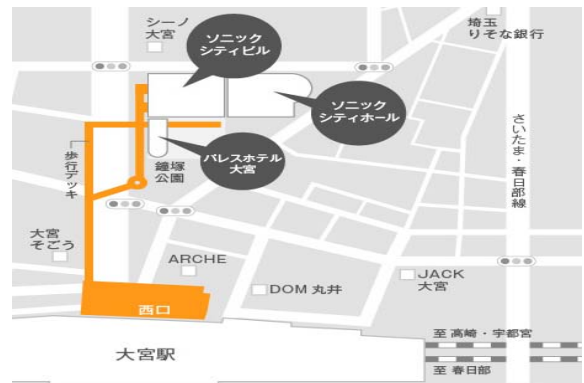 シーノ
大宮
ソニック
シティビル
埼玉
りそな銀行
ソニック
シティホール
さいたま・春日部線
パレスホテル
大宮
鐘塚
公園
歩行デッキ
大宮
そごう
ARCHE
DOM 丸井
JACK
大宮
西口
大宮駅
至 高崎・宇都宮
至 春日部